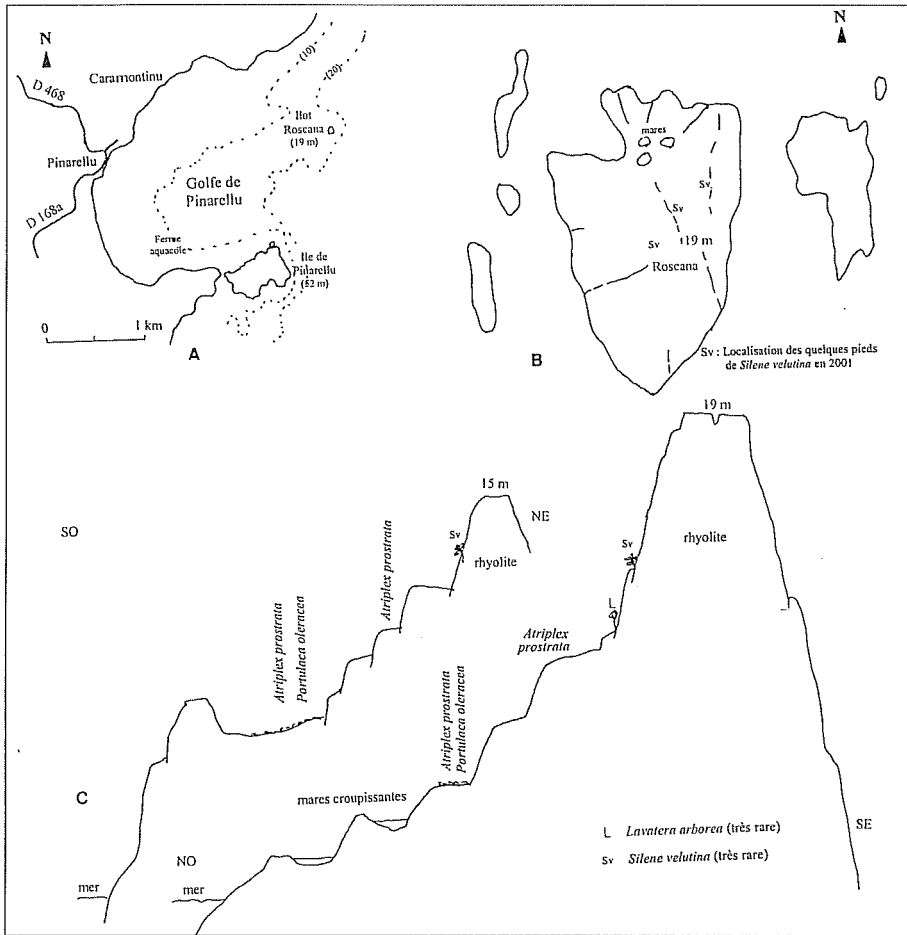 N
D 468
Caramontinu
(10)
(20)
Ilot
Roscana
(19 m)
Pinarellu
Golfe de
Pinarellu
D 168a
Ferme
aquacole
Ile de
Pinarellu
(52 m)
0
1 km
A
N
mares
Sv
Sv
Sv
19 m
Roscana
B
Sv : Localisation des quelques pieds
de Silene velutina en 2001
19 m
15 m
SO
NE
Sv
rhyolite
Atriplex prostrata
Atriplex prostrata
Portulaca oleracea
rhyolite
Sv
L
Atriplex
prostrata
Atriplex prostrata
Portulaca oleracea
C
mares croupissantes
NO
mer
mer
SE
L Lavatera arborea (très rare)
Sv Silene velutina (très rare)